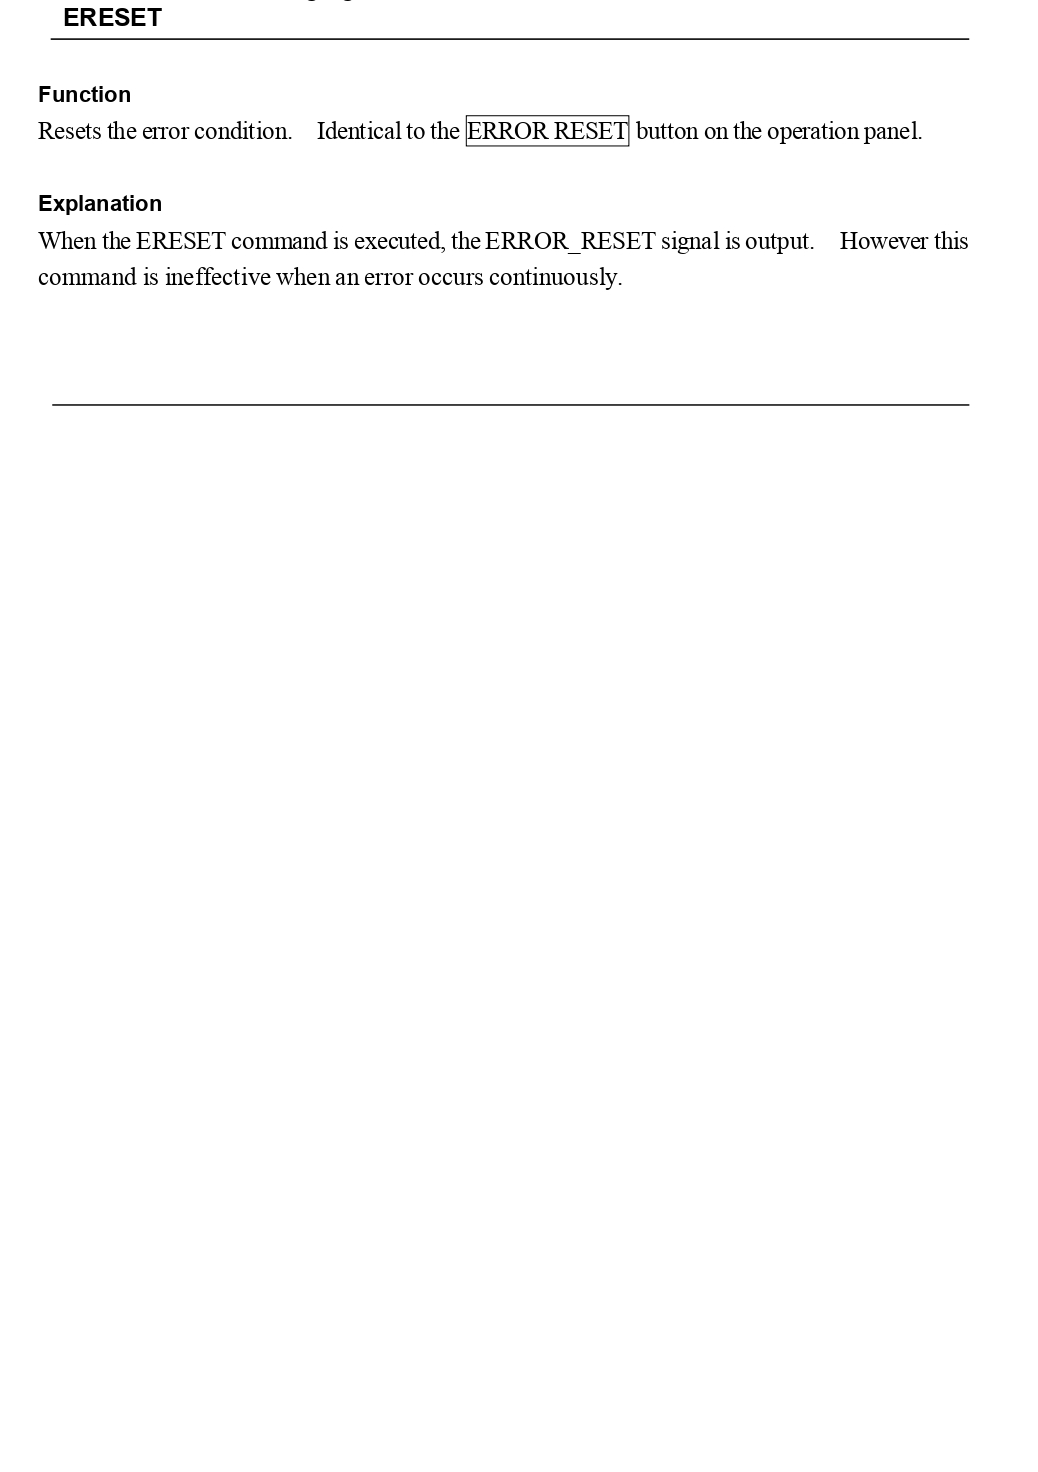 ERESET
Function
Resets the error condition. Identical to the ERROR RESET button on the operation panel.
Explanation
When the ERESET command is executed, the ERROR_RESET signal is output. However this
command is ineffective when an error occurs continuously.